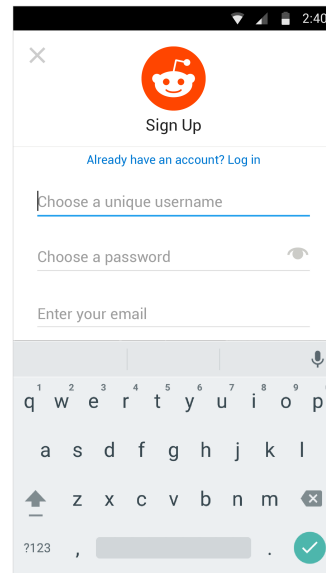 2:40
Sign Up
Already have an account? Log in
Choose a unique username
Choose a password
Enter your email
1 2 3 4 5 6 7 8 9
q w e r t y u i o p
a s d f g h j k l
z x c v b n m
?123 , .